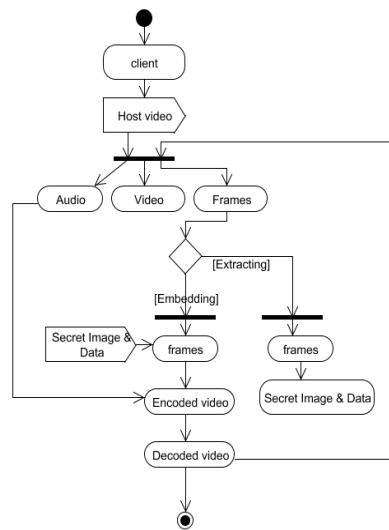 client
Host video
Audio
Video
Frames
[Extracting]
[Embedding]
Secret Image &
Data
frames
frames
Encoded video
Secret Image & Data
Decoded video